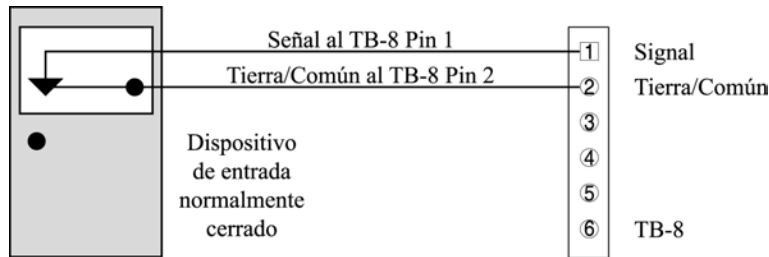 Señal al TB-8 Pin 1
Tierra/Común al TB-8 Pin 2
Dispositivo
de entrada
normalmente
cerrado
1 Signal
2 Tierra/Común
3
4
5
6 TB-8